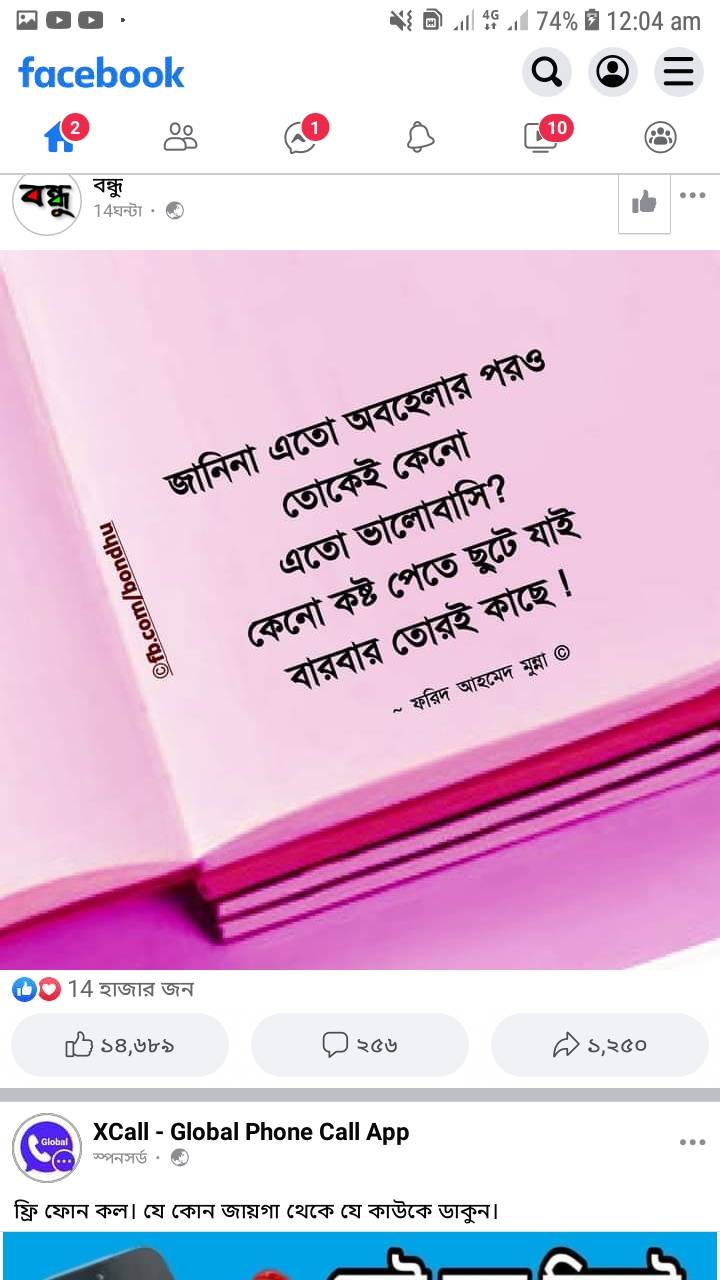 74% 12:04 am
facebook
2 1 10
বন্ধু
বন্ধু
14ঘন্টা ·
জানিনা এতো অবহেলার পরও
তোকেই কেনো
এতো ভালোবাসি?
কেনো কষ্ট পেতে ছুটে যাই
বারবার তোরই কাছে !
~ ফরিদ আহমেদ মুন্না ©
©fb.com/bondhu
14 হাজার জন
১৪,৬৮৯ ২৫৬ ১,২৫০
Global
XCall - Global Phone Call App
স্পনসর্ড ·
ফ্রি ফোন কল। যে কোন জায়গা থেকে যে কাউকে ডাকুন।